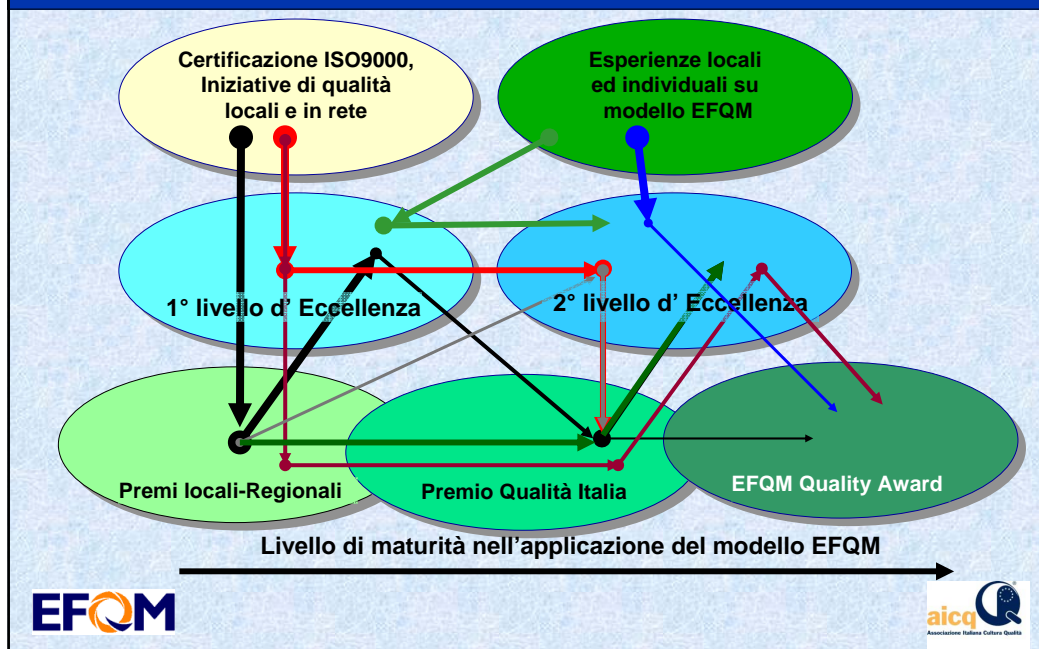 Certificazione ISO9000,
Iniziative di qualità
locali e in rete
Esperienze locali
ed individuali su
modello EFQM
1° livello d' Eccellenza
2° livello d' Eccellenza
Premi locali-Regionali
Premio Qualità Italia
EFQM Quality Award
Livello di maturità nell'applicazione del modello EFQM
EFQM
aicq
Associazione Italiana Cultura Qualità